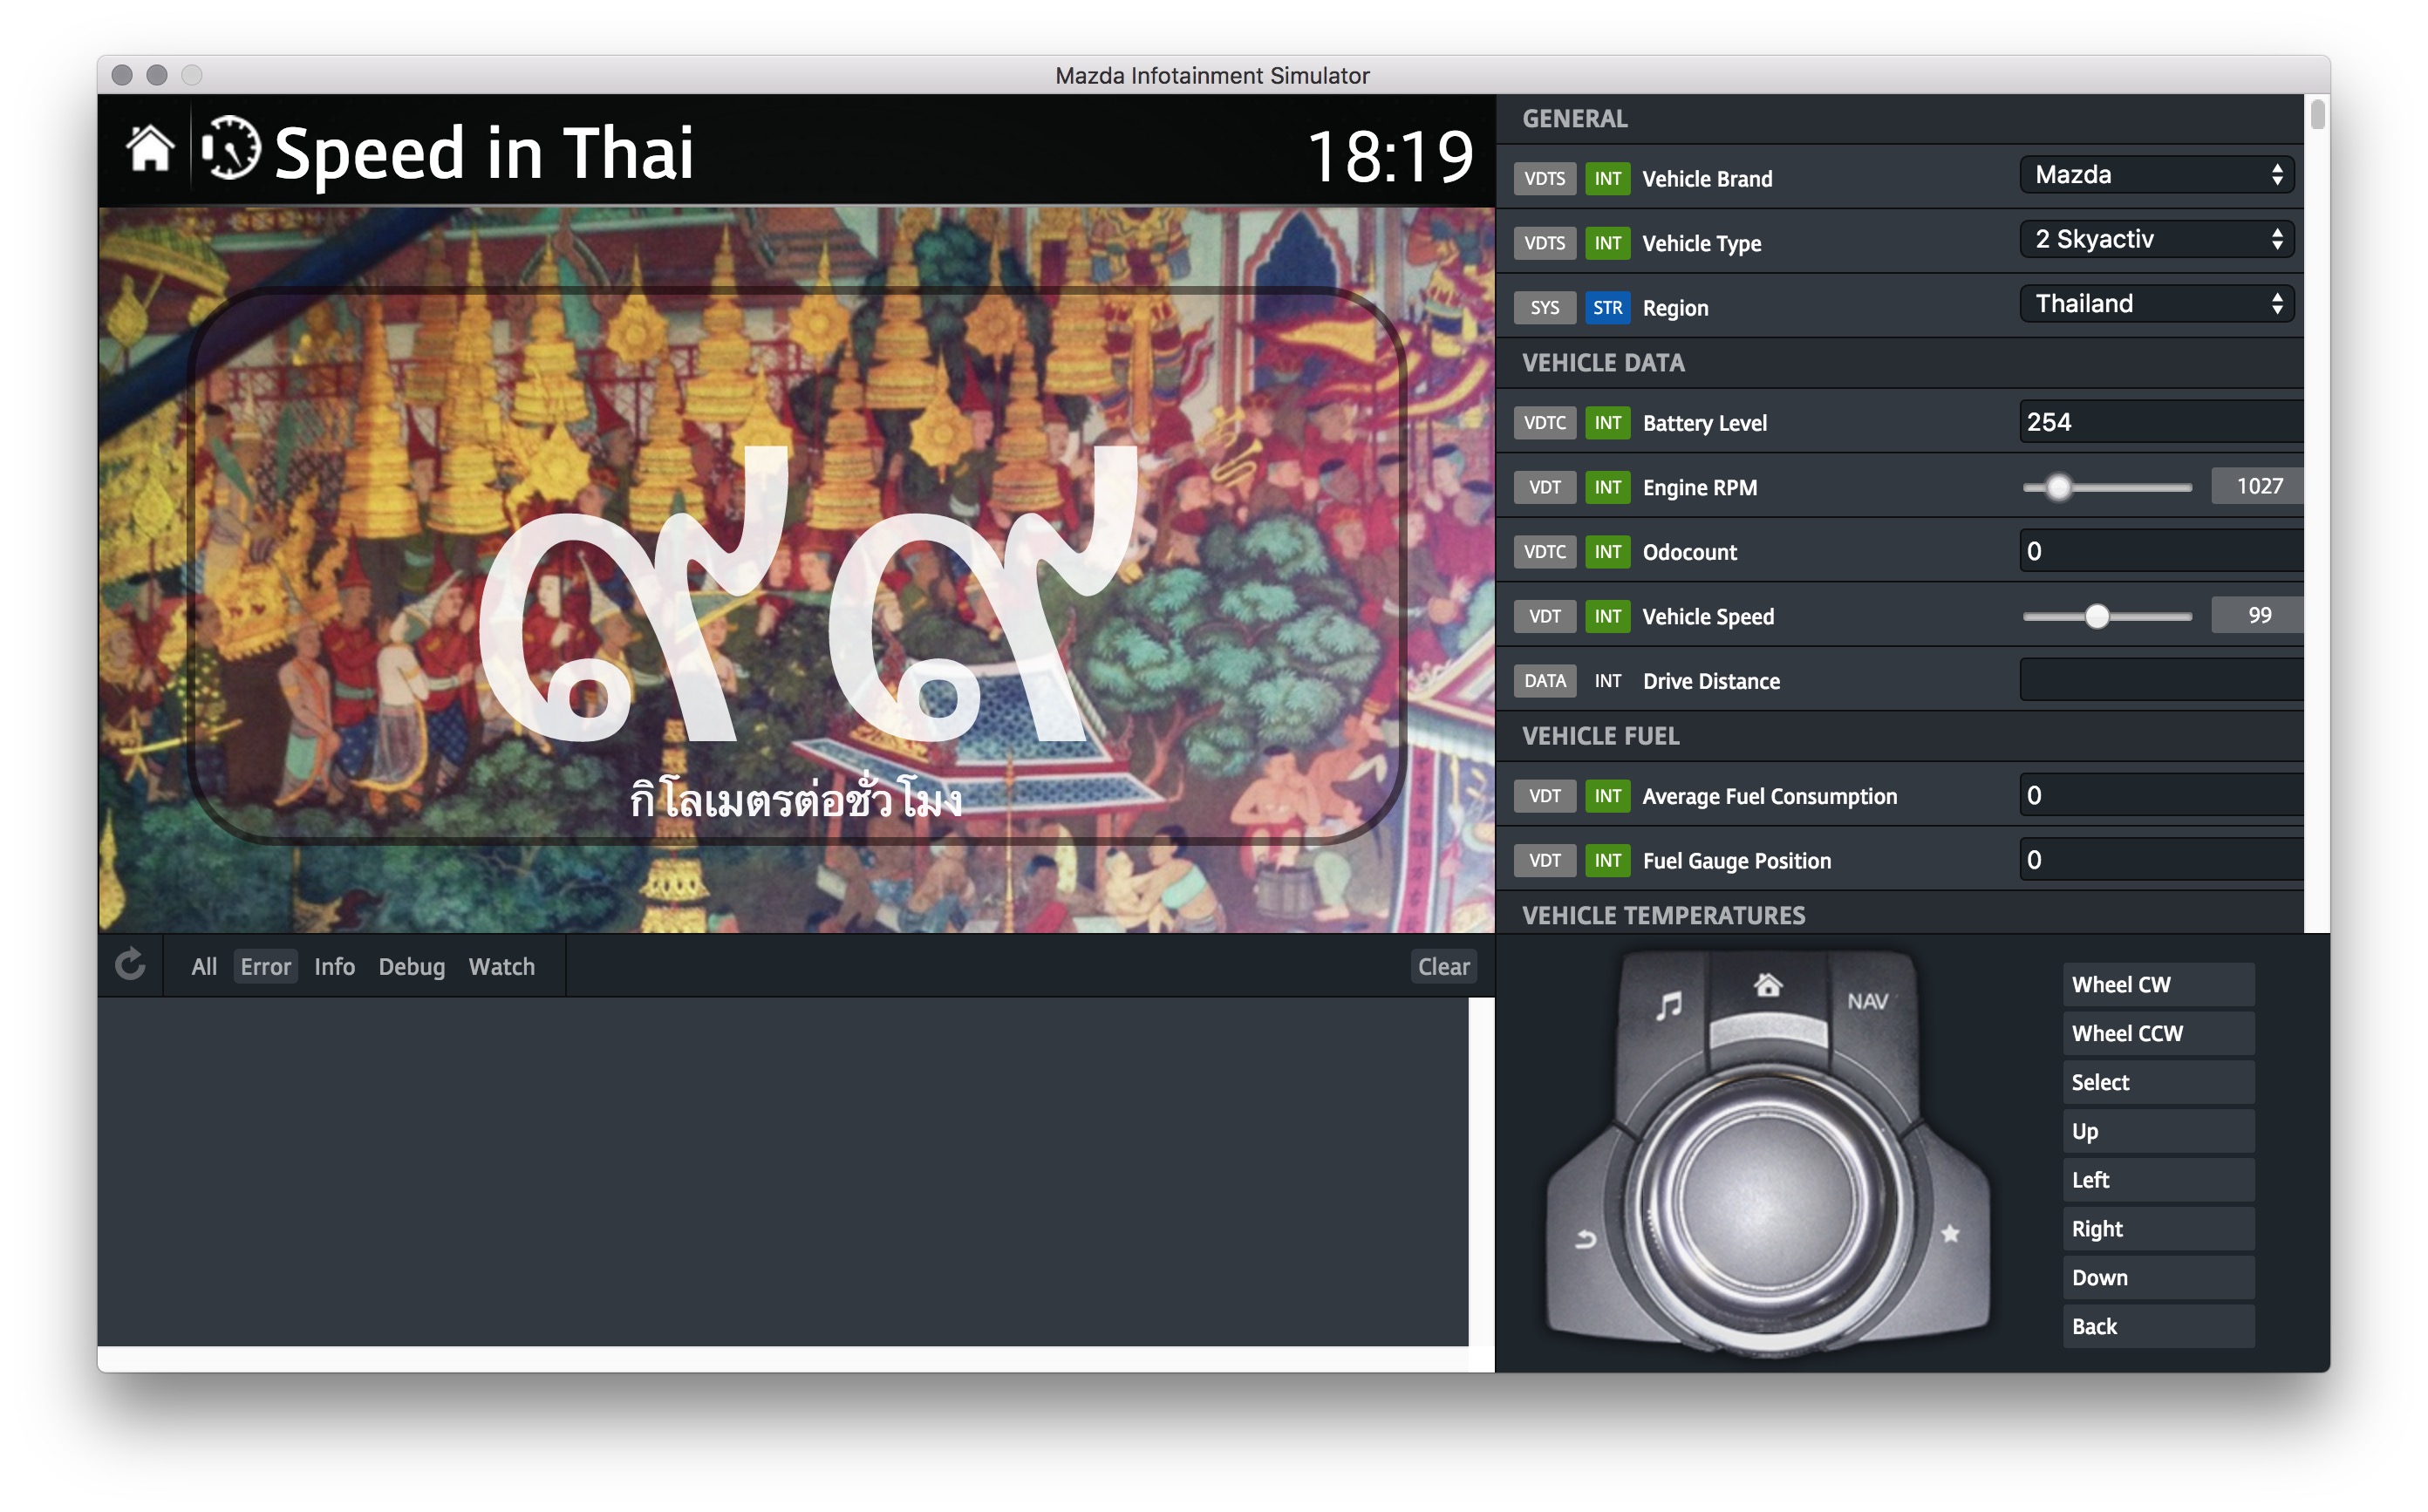 Mazda Infotainment Simulator
Speed in Thai
18:19
๙๙
กิโลเมตรต่อชั่วโมง
GENERAL
VDTS INT Vehicle Brand Mazda
VDTS INT Vehicle Type 2 Skyactiv
SYS STR Region Thailand
VEHICLE DATA
VDTC INT Battery Level 254
VDT INT Engine RPM 1027
VDTC INT Odocount 0
VDT INT Vehicle Speed 99
DATA INT Drive Distance
VEHICLE FUEL
VDT INT Average Fuel Consumption 0
VDT INT Fuel Gauge Position 0
VEHICLE TEMPERATURES
All Error Info Debug Watch Clear
NAV
Wheel CW
Wheel CCW
Select
Up
Left
Right
Down
Back